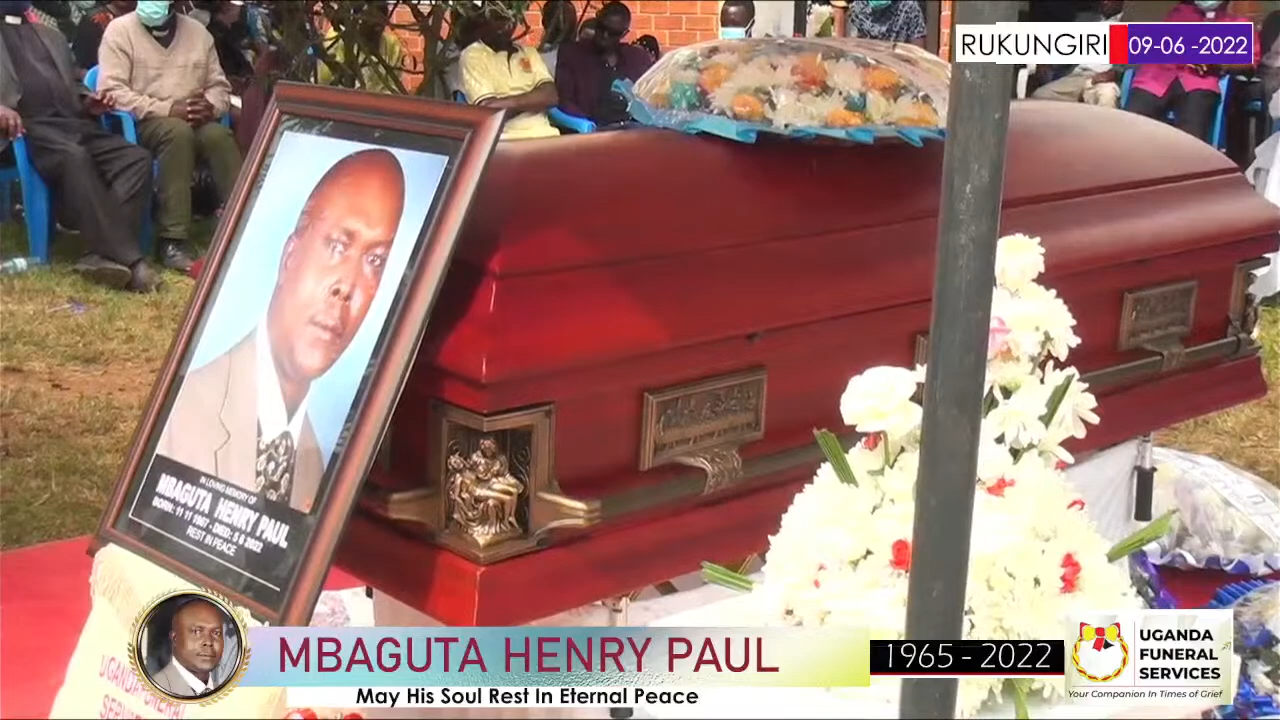 RUKUNGIRI 09-06 -2022
IN LOVING MEMORY OF
MBAGUTA HENRY PAUL
BORN: 11 11 1967 - DIED: 5 6 2022
REST IN PEACE
MBAGUTA HENRY PAUL
May His Soul Rest In Eternal Peace
1965 - 2022
UGANDA
FUNERAL
SERVICES
Your Companion In Times of Grief